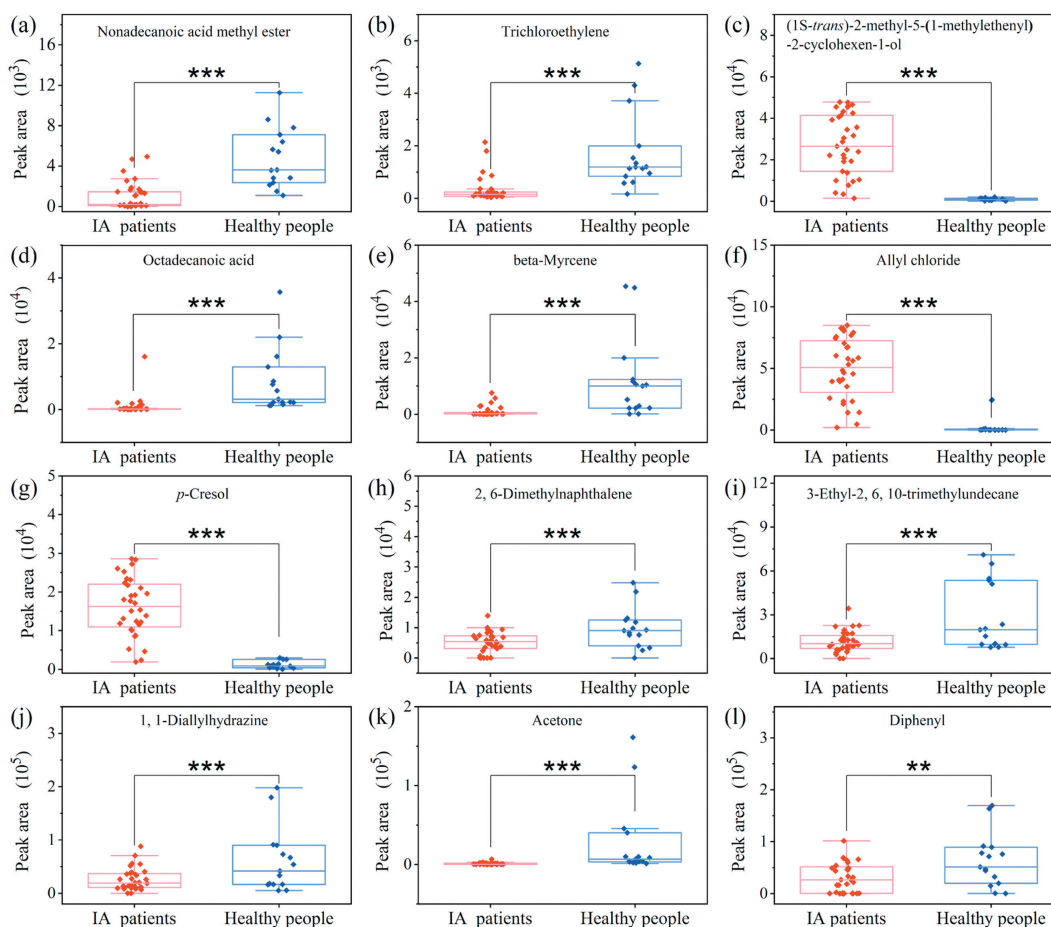 (a)
Nonadecanoic acid methyl ester
***
Peak area (10³)
18
12
6
0
IA patients
Healthy people
(b)
Trichloroethylene
***
Peak area (10³)
6
4
2
0
IA patients
Healthy people
(c)
(1S-trans)-2-methyl-5-(1-methylethenyl)
-2-cyclohexen-1-ol
***
Peak area (10⁴)
8
6
4
2
0
IA patients
Healthy people
(d)
Octadecanoic acid
***
Peak area (10⁴)
4
2
0
IA patients
Healthy people
(e)
beta-Myrcene
***
Peak area (10⁴)
6
4
2
0
IA patients
Healthy people
(f)
Allyl chloride
***
Peak area (10⁴)
15
10
5
0
IA patients
Healthy people
(g)
p-Cresol
***
Peak area (10⁴)
5
4
3
2
1
0
IA patients
Healthy people
(h)
2, 6-Dimethylnaphthalene
***
Peak area (10⁴)
6
5
4
3
2
1
0
IA patients
Healthy people
(i)
3-Ethyl-2, 6, 10-trimethylundecane
***
Peak area (10⁴)
12
9
6
3
0
IA patients
Healthy people
(j)
1, 1-Diallylhydrazine
***
Peak area (10⁵)
3
2
1
0
IA patients
Healthy people
(k)
Acetone
***
Peak area (10⁵)
2
1
0
IA patients
Healthy people
(l)
Diphenyl
**
Peak area (10⁵)
3
2
1
0
IA patients
Healthy people